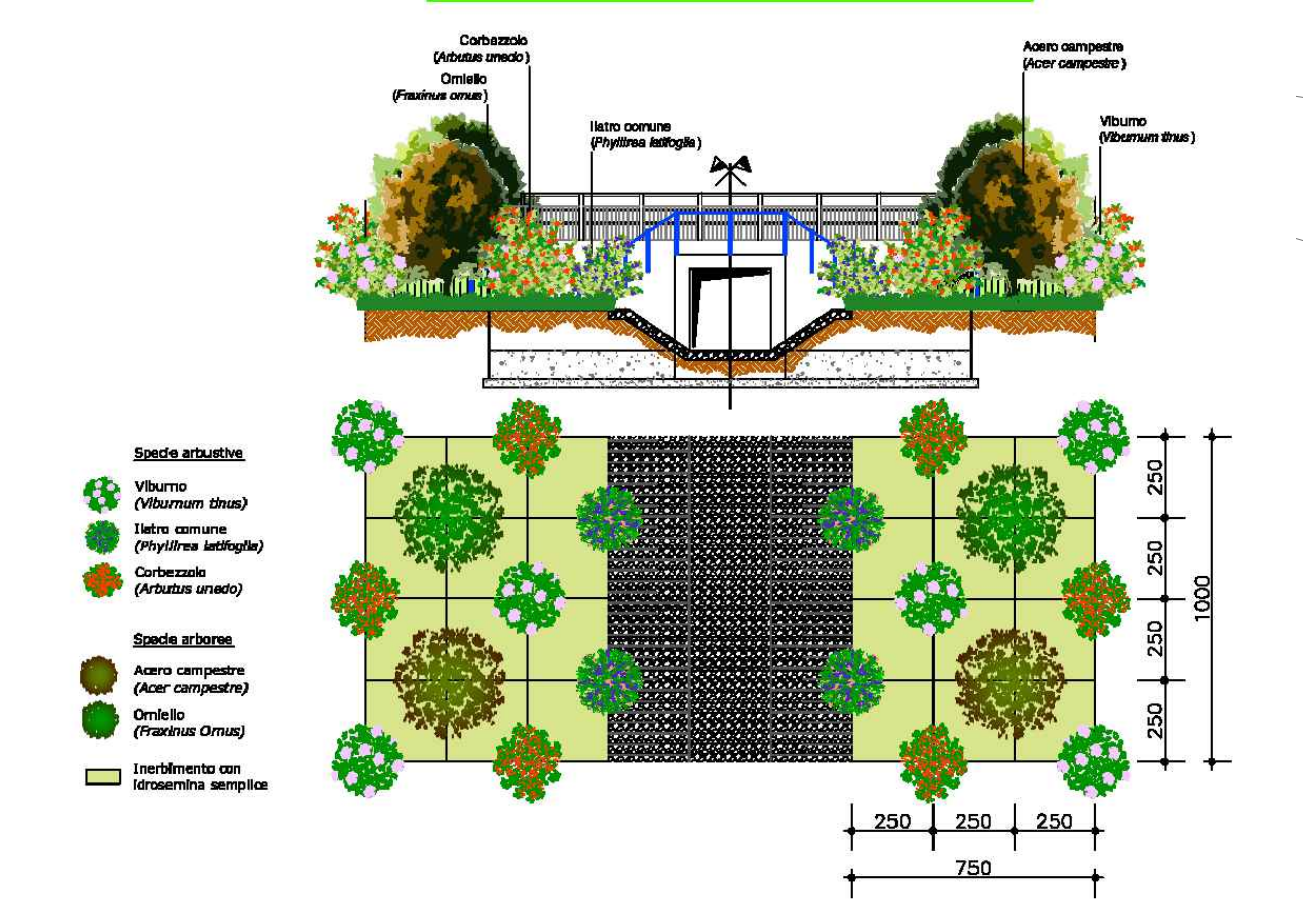 Corbezzolo
(Arbutus unedo)
Orniello
(Fraxinus ornus)
Ilatro comune
(Phyllirea latifoglia)
Acero campestre
(Acer campestre)
Viburno
(Viburnum tinus)
Specie arbustive
Viburno
(Viburnum tinus)
Ilatro comune
(Phyllirea latifoglia)
Corbezzolo
(Arbutus unedo)
Specie arboree
Acero campestre
(Acer campestre)
Orniello
(Fraxinus Ornus)
Inerbimento con
idrosemina semplice
250
250
250
250
1000
250
250
250
750